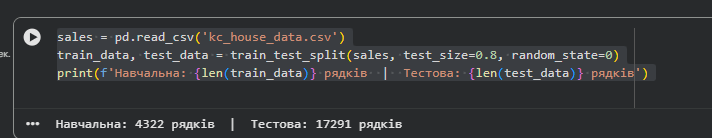 sales = pd.read_csv('kc_house_data.csv')
train_data, test_data = train_test_split(sales, test_size=0.8, random_state=0)
print(f'Навчальна: {len(train_data)} рядків  |  Тестова: {len(test_data)} рядків')
ек.
Навчальна: 4322 рядків  |  Тестова: 17291 рядків